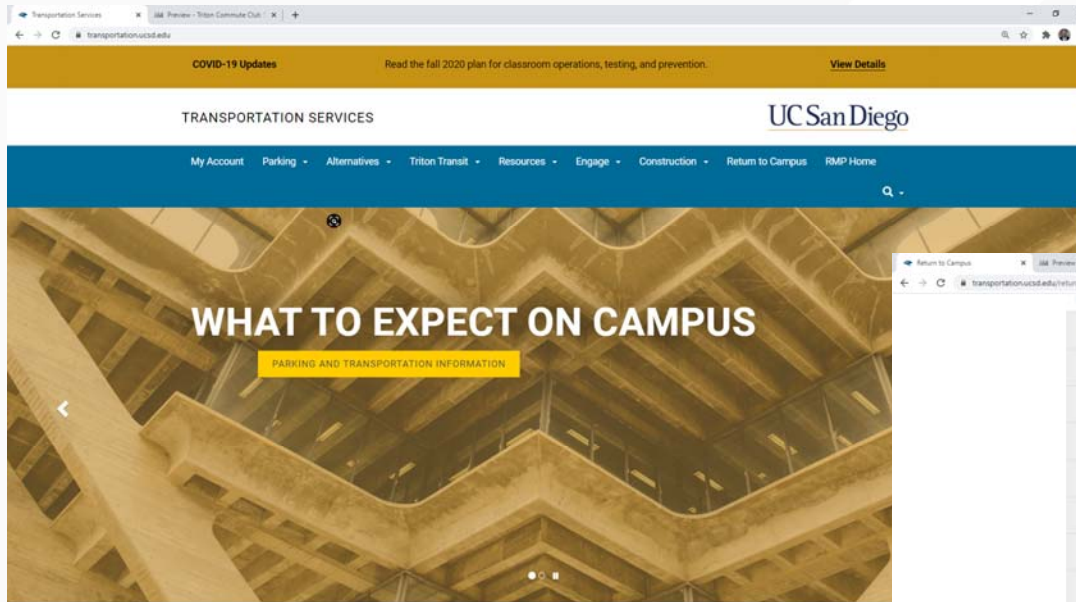 Transportation Services
Preview - Triton Commute Club
transportation.ucsd.edu
COVID-19 Updates Read the fall 2020 plan for classroom operations, testing, and prevention. View Details
TRANSPORTATION SERVICES UC San Diego
My Account Parking Alternatives Triton Transit Resources Engage Construction Return to Campus RMP Home
WHAT TO EXPECT ON CAMPUS
PARKING AND TRANSPORTATION INFORMATION
Return to Campus Preview
transportation.ucsd.edu/retur